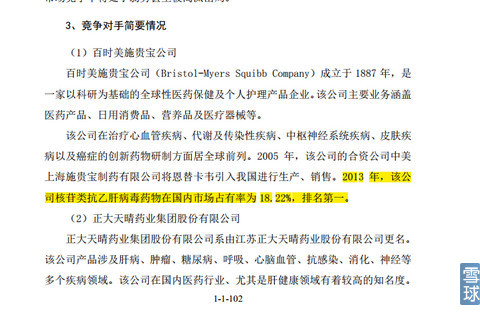 3、竞争对手简要情况
（1）百时美施贵宝公司
百时美施贵宝公司（Bristol-Myers Squibb Company）成立于 1887 年，是
一家以科研为基础的全球性医药保健及个人护理产品企业。该公司主要业务涵盖
医药产品、日用消费品、营养品及医疗器械等。
该公司在治疗心血管疾病、代谢及传染性疾病、中枢神经系统疾病、皮肤疾
病以及癌症的创新药物研制方面居全球前列。2005 年，该公司的合资公司中美
上海施贵宝制药有限公司将恩替卡韦引入我国进行生产、销售。2013 年，该公
司核苷类抗乙肝病毒药物在国内市场占有率为 18.22%，排名第一。
（2）正大天晴药业集团股份有限公司
正大天晴药业集团股份有限公司系由江苏正大天晴药业股份有限公司更名。
该公司产品涉及肝病、肿瘤、糖尿病、呼吸、心脑血管、抗感染、消化、神经等
多个疾病领域。该公司在国内医药行业、尤其是肝健康领域有着较高的知名度。
1-1-102
雪球